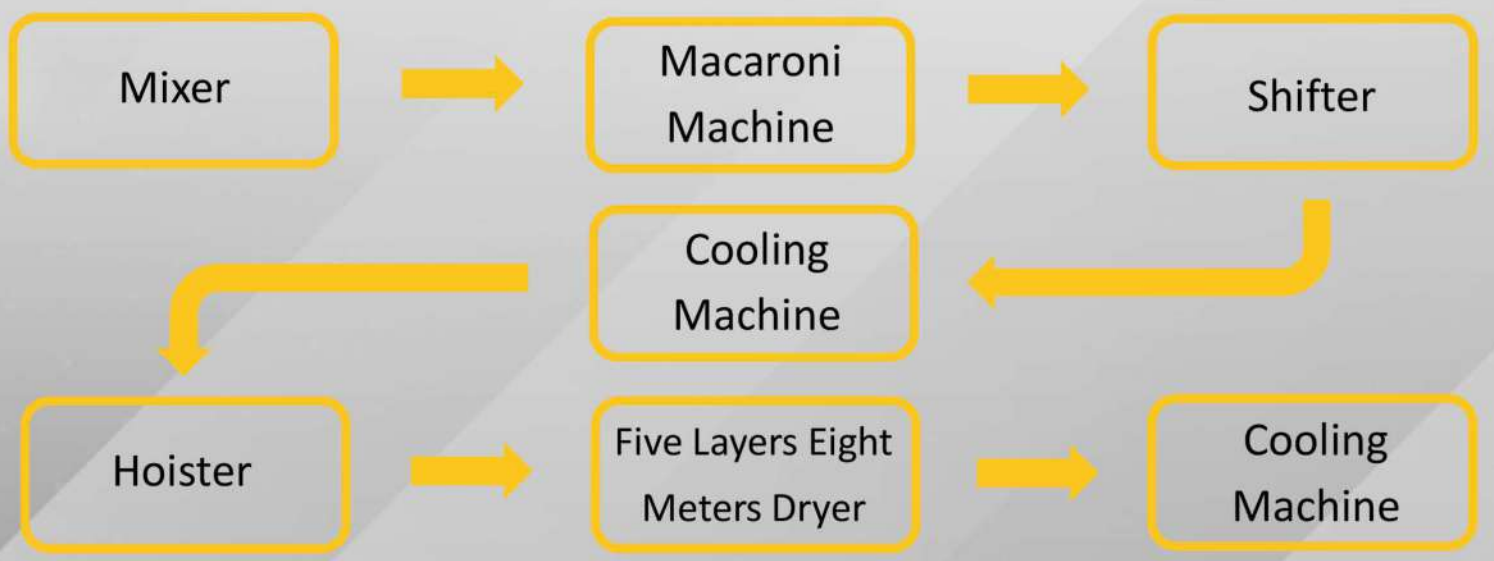 Mixer
Macaroni
Machine
Shifter
Cooling
Machine
Hoister
Five Layers Eight
Meters Dryer
Cooling
Machine